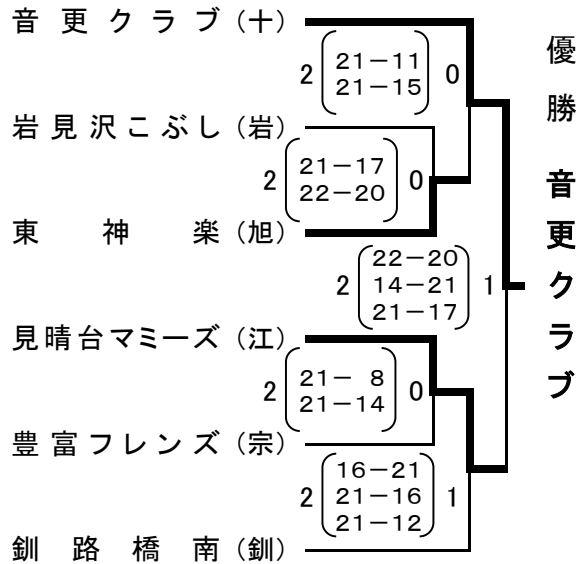 音更クラブ（十）
2 21－11 0
21－15
岩見沢こぶし（岩）
2 21－17 0
22－20
東神楽（旭）
2 22－20 1
14－21
21－17
見晴台マミーズ（江）
2 21－ 8 0
21－14
豊富フレンズ（宗）
2 16－21 1
21－16
21－12
釧路橋南（釧）
優勝
音更クラブ